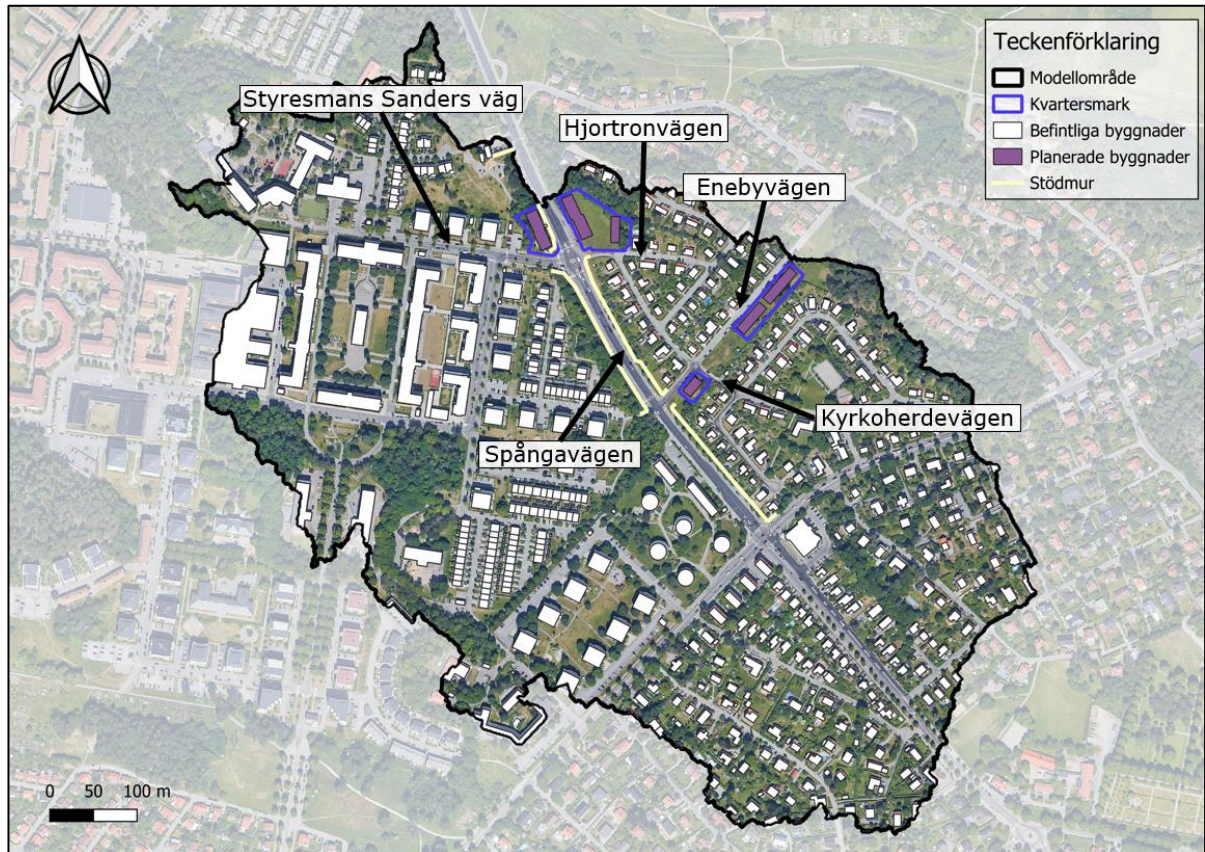 Teckenförklaring
Modellområde
Kvartersmark
Befintliga byggnader
Planerade byggnader
Stödmur
Styresmans Sanders väg
Hjortronvägen
Enebyvägen
Kyrkoherdevägen
Spångavägen
0 50 100 m